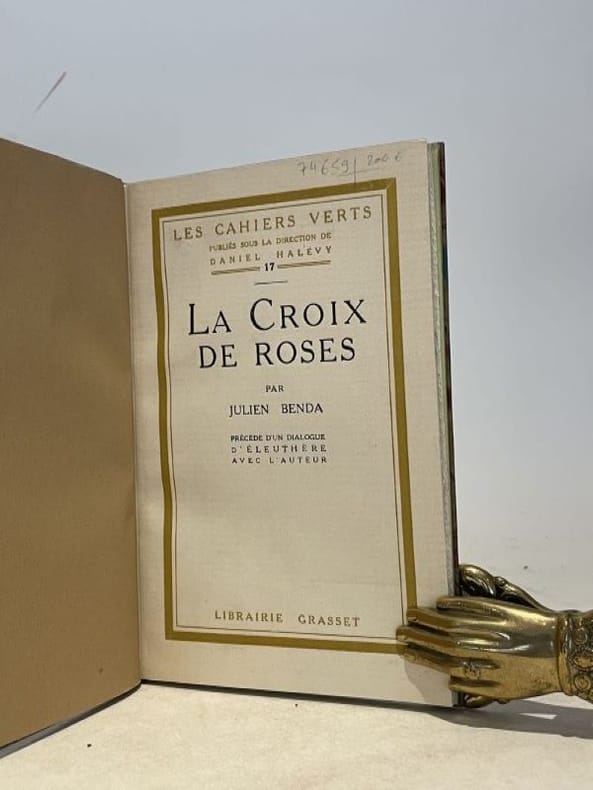 74659/ 200 €
LES CAHIERS VERTS
PUBLIÉS SOUS LA DIRECTION DE
DANIEL HALÉVY
17
LA CROIX
DE ROSES
PAR
JULIEN BENDA
PRÉCÉDÉ D'UN DIALOGUE
D'ÉLEUTHÈRE
AVEC L'AUTEUR
LIBRAIRIE GRASSET